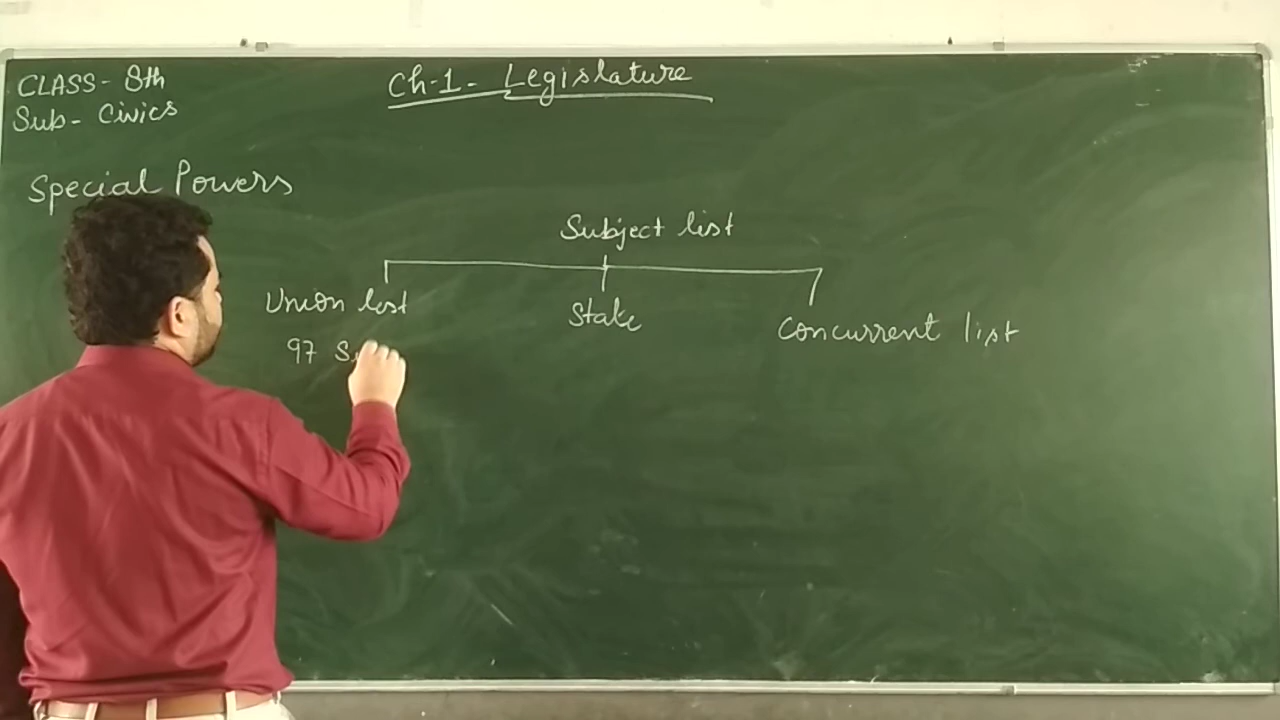 CLASS- 8th
Sub- Civics
Ch-1- Legislature
Special Powers
Subject list
Union list
State
Concurrent list
97